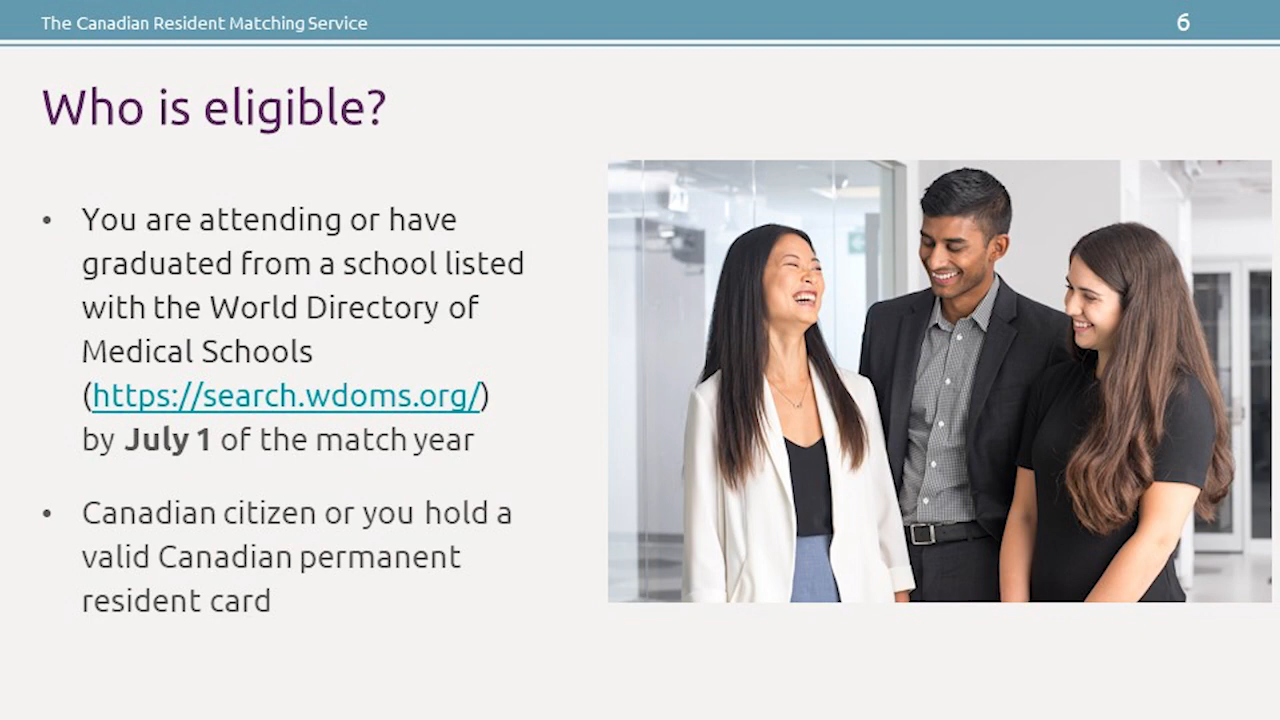 The Canadian Resident Matching Service
6
Who is eligible?
• You are attending or have
graduated from a school listed
with the World Directory of
Medical Schools
(https://search.wdoms.org/)
by July 1 of the match year
• Canadian citizen or you hold a
valid Canadian permanent
resident card